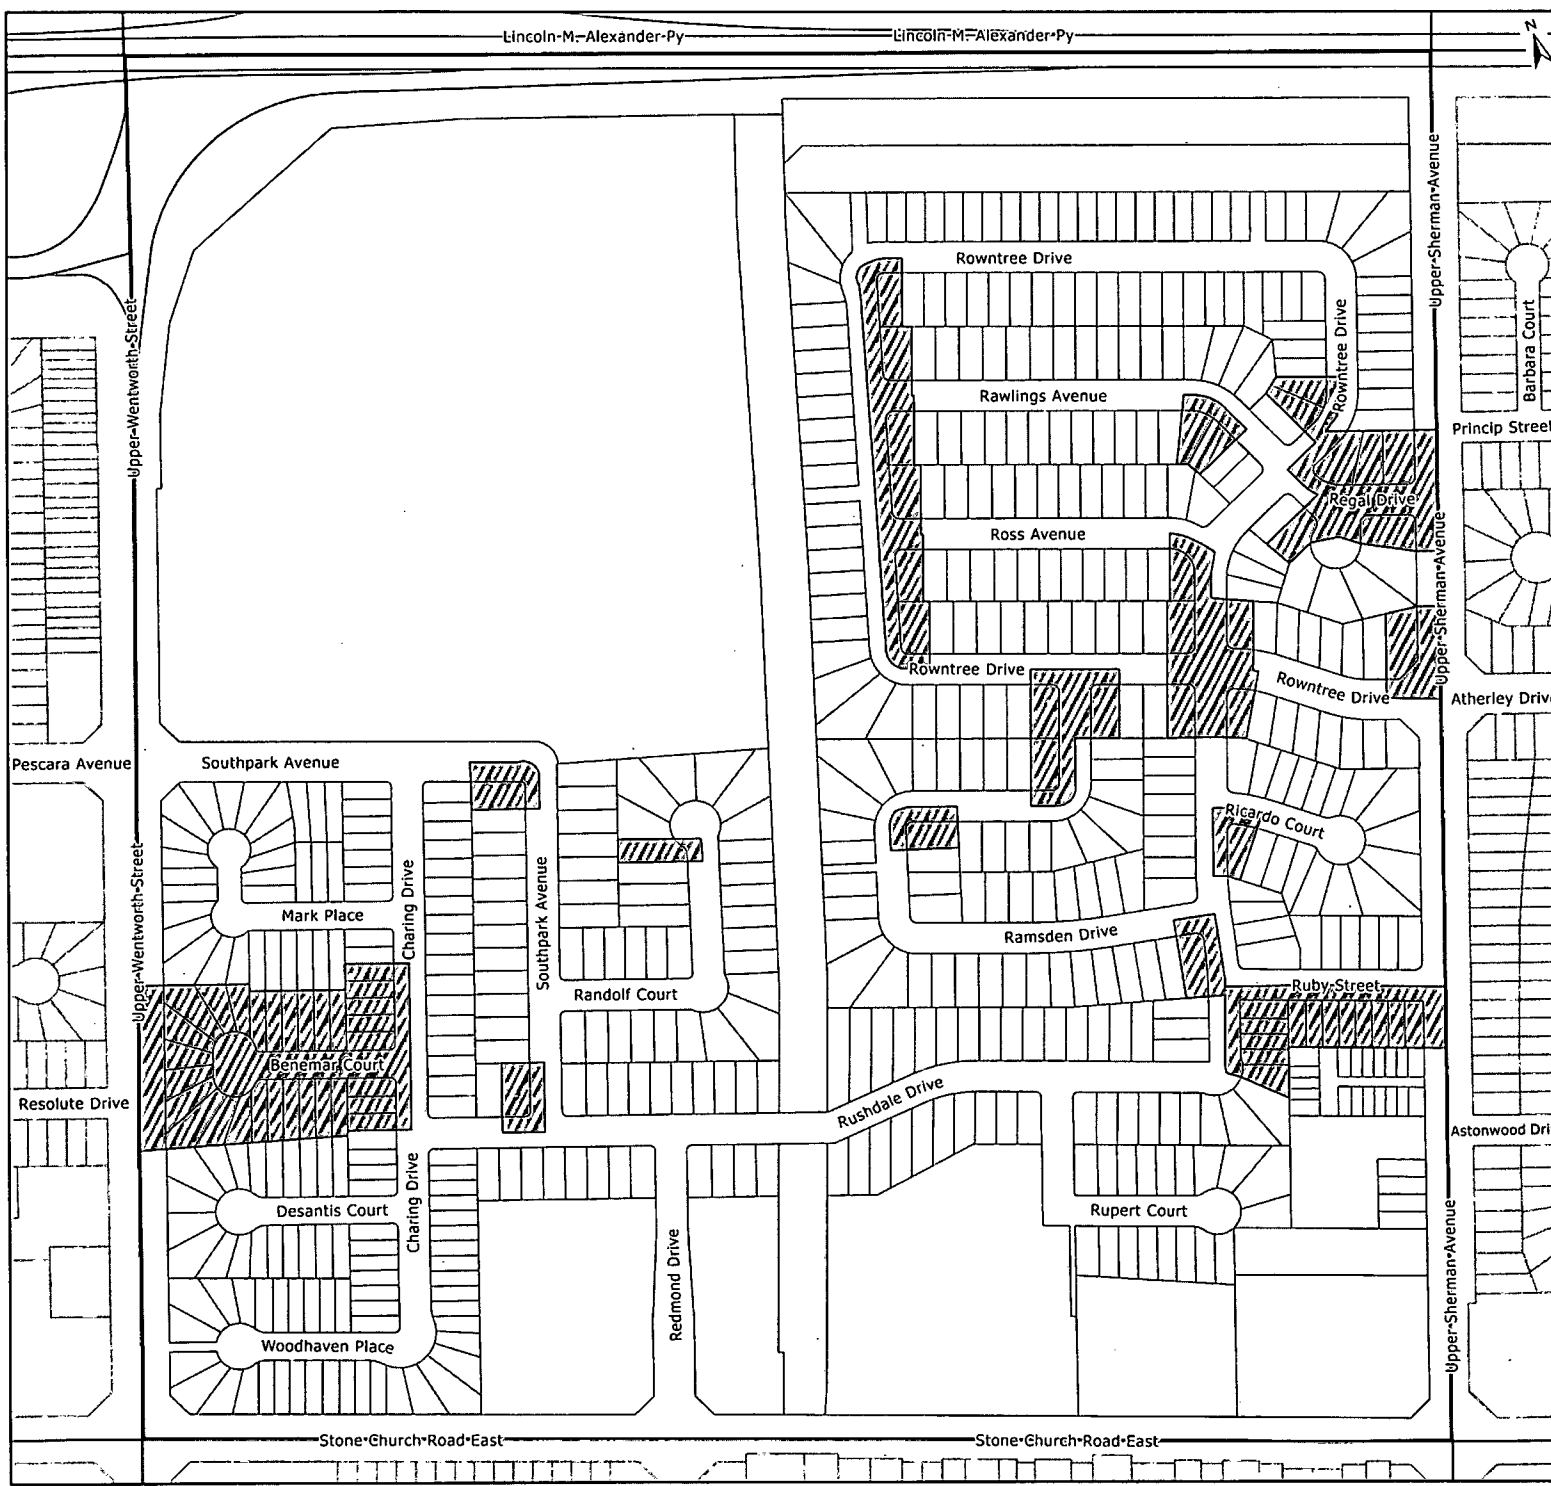 Lincoln-M.-Alexander-Py
Lincoln-M.-Alexander-Py
N
Upper-Sherman-Avenue
Rowntree Drive
Barbara Court
Rowntree Drive
Upper-Wentworth-Street
Rawlings Avenue
Princip Street
Regal Drive
Ross Avenue
Upper-Sherman-Avenue
Rowntree Drive
Rowntree Drive
Atherley Drive
Pescara Avenue
Southpark Avenue
Ricardo Court
Upper-Wentworth-Street
Charing Drive
Southpark Avenue
Mark Place
Ramsden Drive
Randolf Court
Ruby-Street
Benemar Court
Resolute Drive
Rushdale Drive
Astonwood Dri
Charing Drive
Desantis Court
Rupert Court
Redmond Drive
Upper-Sherman-Avenue
Woodhaven Place
Stone-Church-Road-East
Stone-Church-Road-East